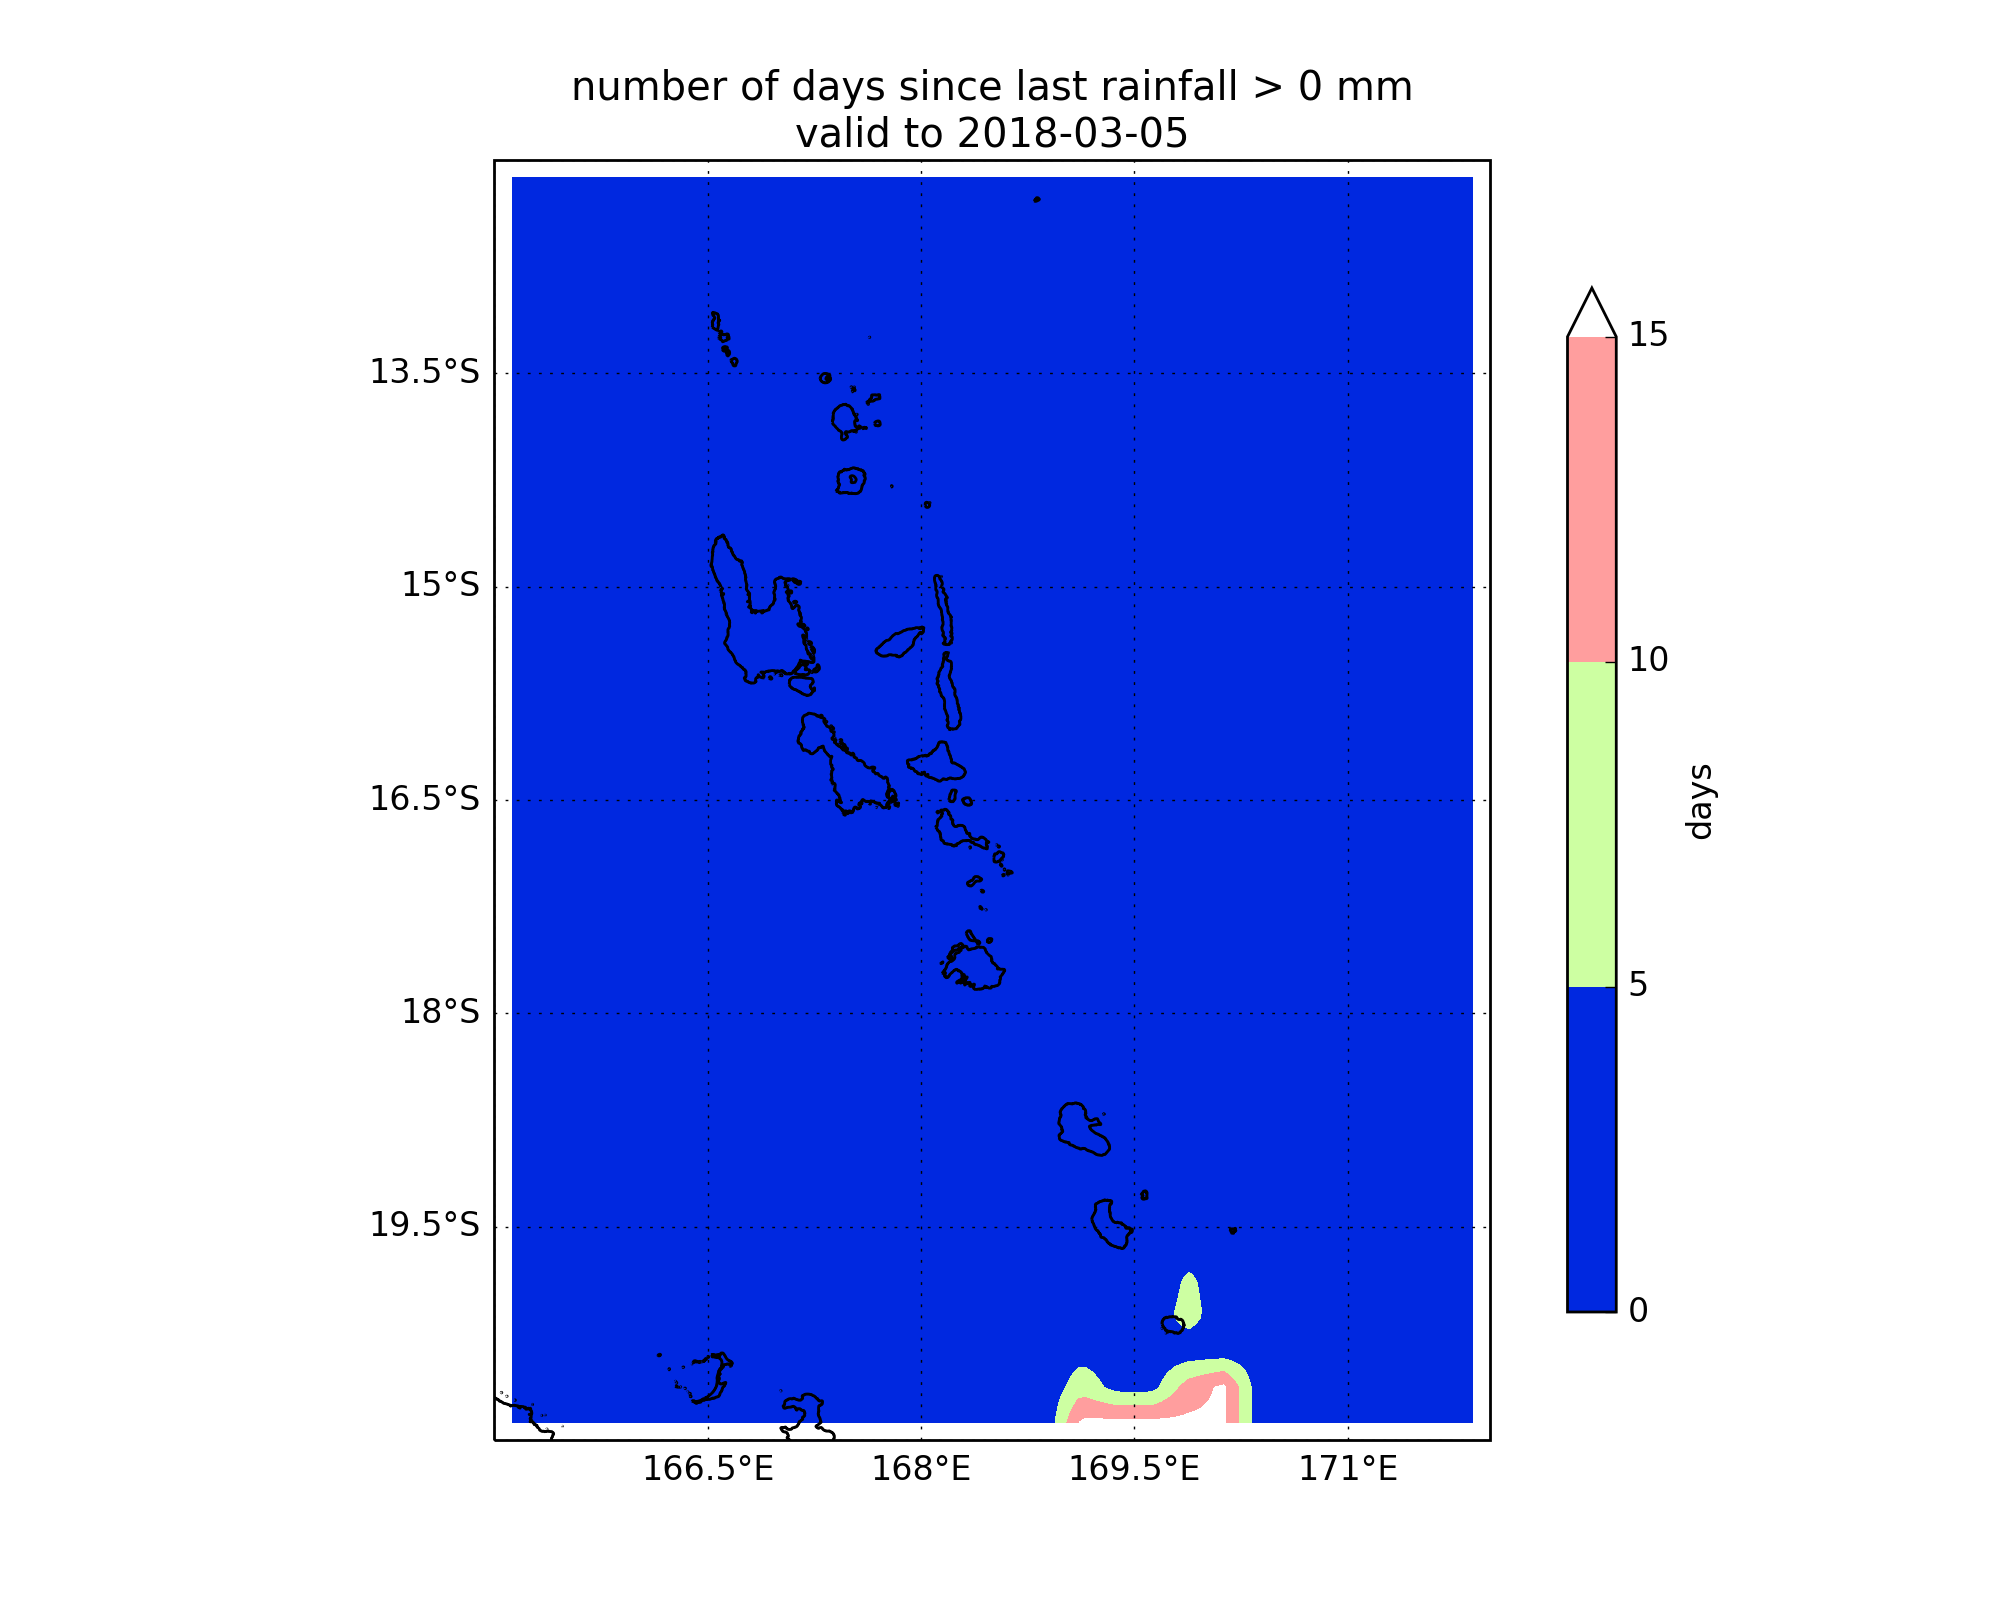 number of days since last rainfall > 0 mm
valid to 2018-03-05
13.5°S
15°S
16.5°S
18°S
19.5°S
166.5°E
168°E
169.5°E
171°E
15
10
5
0
days